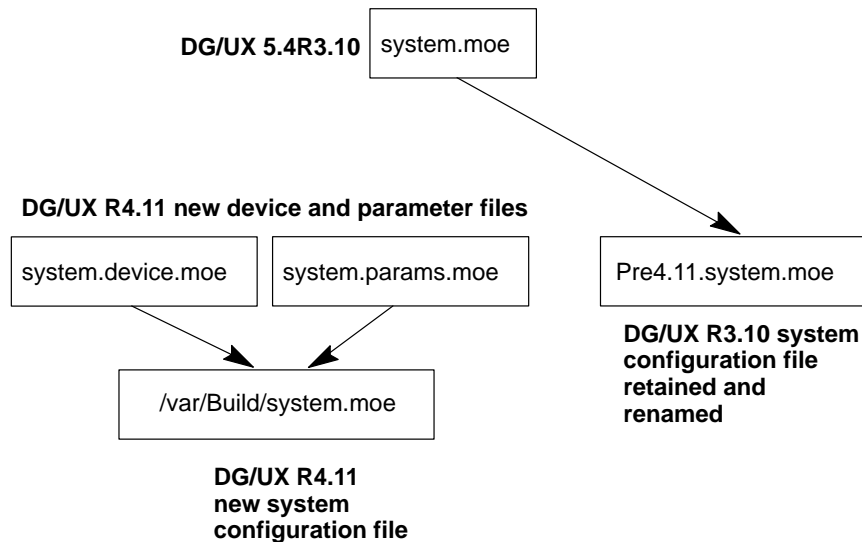 DG/UX 5.4R3.10
system.moe
DG/UX R4.11 new device and parameter files
system.device.moe
system.params.moe
Pre4.11.system.moe
DG/UX R3.10 system
configuration file
retained and
renamed
/var/Build/system.moe
DG/UX R4.11
new system
configuration file